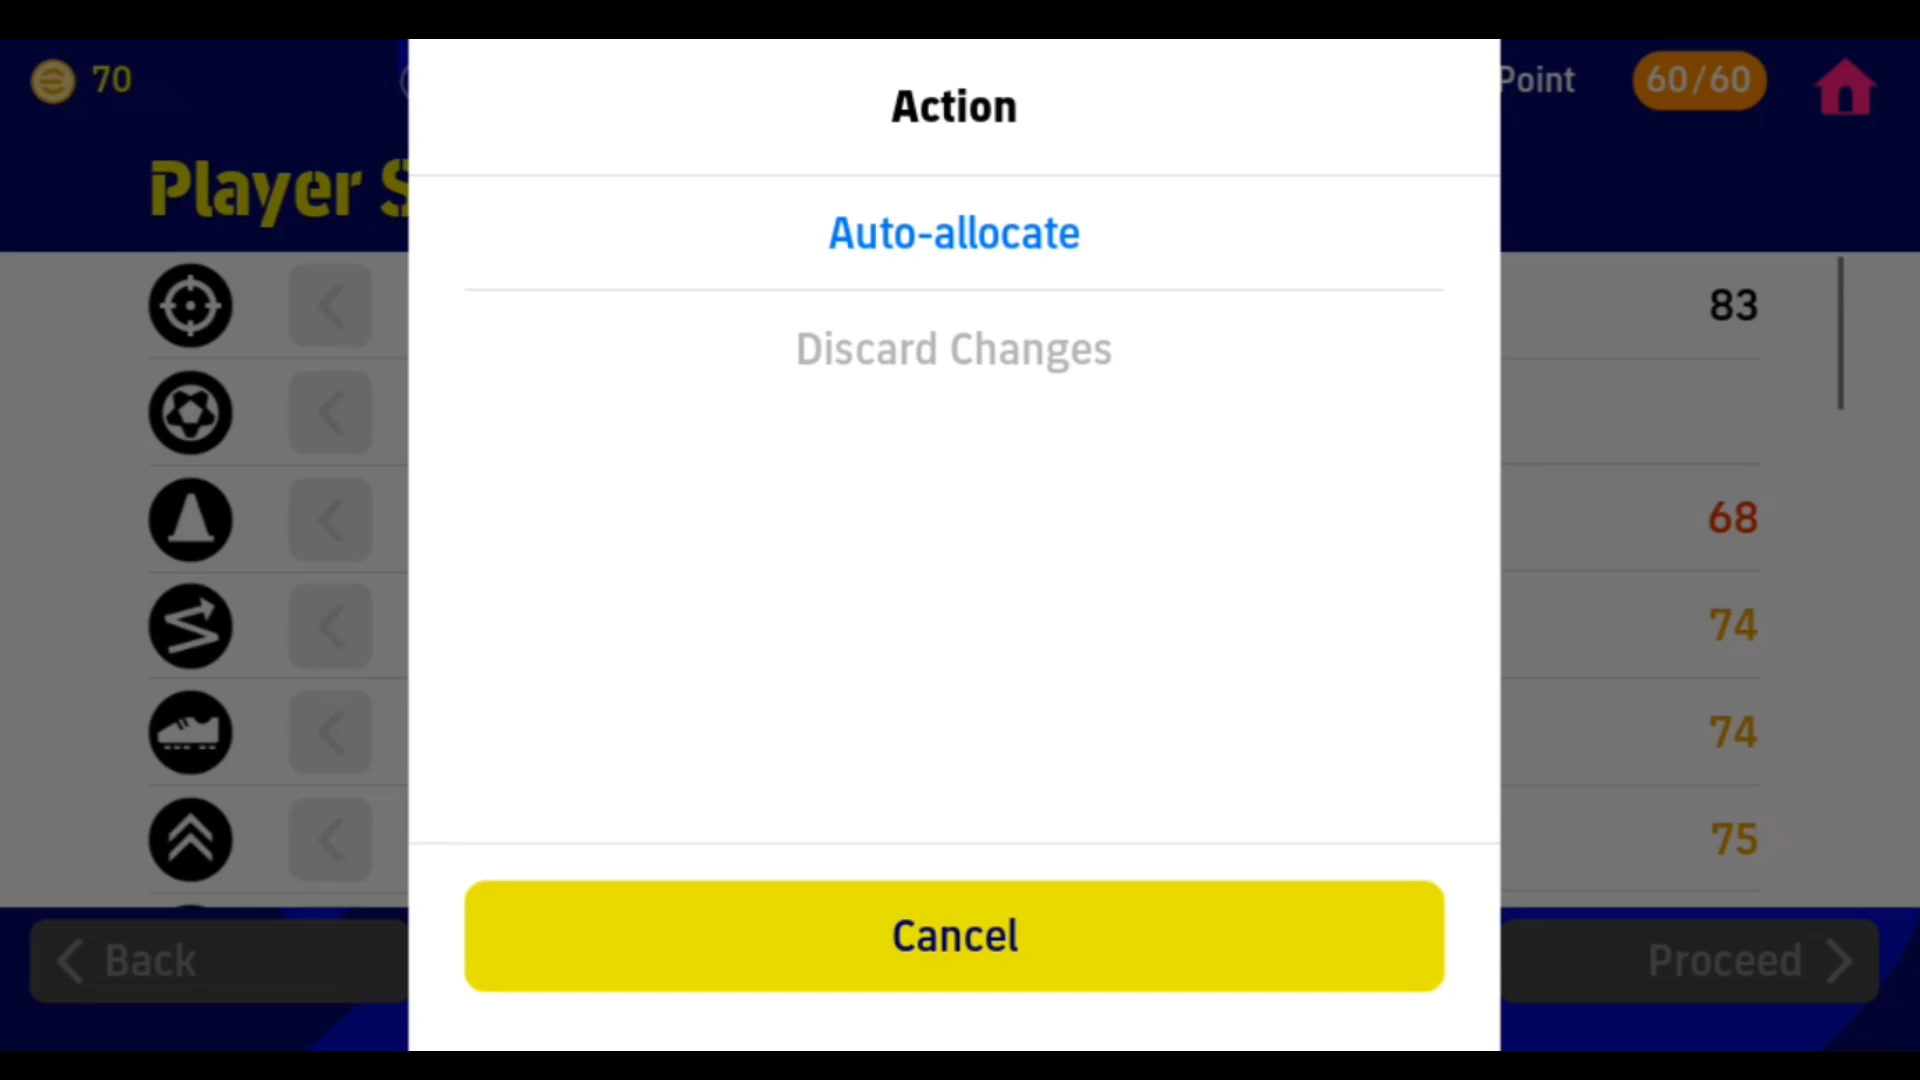 70
Point
60/60
Player S
Action
Auto-allocate
Discard Changes
83
68
74
74
75
Cancel
Back
Proceed